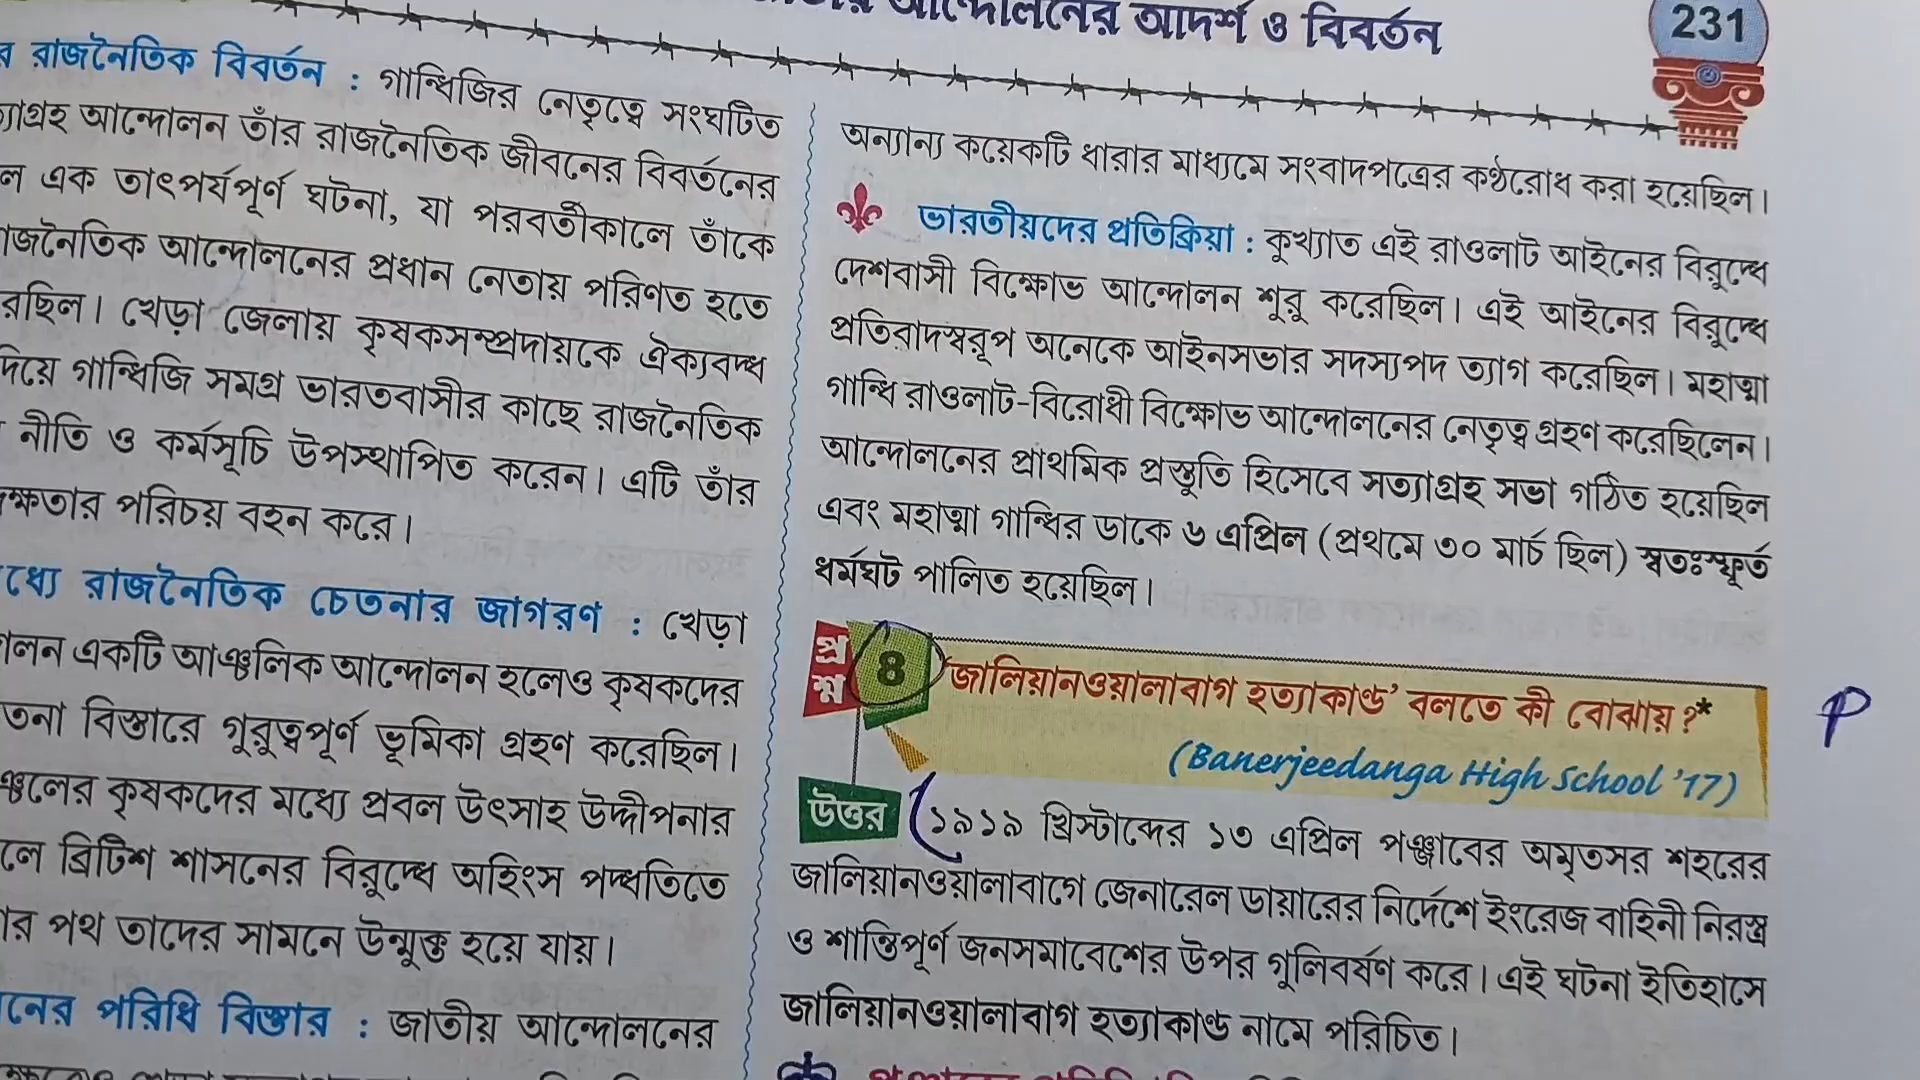 আন্দোলনের আদর্শ ও বিবর্তন
231
রাজনৈতিক বিবর্তন : গান্ধিজির নেতৃত্বে সংঘটিত
আন্দোলন তাঁর রাজনৈতিক জীবনের বিবর্তনের
এক তাৎপর্যপূর্ণ ঘটনা, যা পরবর্তীকালে তাঁকে
আন্দোলনের প্রধান নেতায় পরিণত হতে
খেড়া জেলায় কৃষকসম্প্রদায়কে ঐক্যবদ্ধ
দিয়ে গান্ধিজি সমগ্র ভারতবাসীর কাছে রাজনৈতিক
নীতি ও কর্মসূচি উপস্থাপিত করেন। এটি তাঁর
পরিচয় বহন করে।
রাজনৈতিক চেতনার জাগরণ : খেড়া
একটি আঞ্চলিক আন্দোলন হলেও কৃষকদের
বিস্তারে গুরুত্বপূর্ণ ভূমিকা গ্রহণ করেছিল।
কৃষকদের মধ্যে প্রবল উৎসাহ উদ্দীপনার
ব্রিটিশ শাসনের বিরুদ্ধে অহিংস পদ্ধতিতে
পথ তাদের সামনে উন্মুক্ত হয়ে যায়।
পরিধি বিস্তার : জাতীয় আন্দোলনের
অন্যান্য কয়েকটি ধারার মাধ্যমে সংবাদপত্রের কণ্ঠরোধ করা হয়েছিল।
ভারতীয়দের প্রতিক্রিয়া : কুখ্যাত এই রাওলাট আইনের বিরুদ্ধে
দেশবাসী বিক্ষোভ আন্দোলন শুরু করেছিল। এই আইনের বিরুদ্ধে
প্রতিবাদস্বরূপ অনেকে আইনসভার সদস্যপদ ত্যাগ করেছিল। মহাত্মা
গান্ধি রাওলাট-বিরোধী বিক্ষোভ আন্দোলনের নেতৃত্ব গ্রহণ করেছিলেন।
আন্দোলনের প্রাথমিক প্রস্তুতি হিসেবে সত্যাগ্রহ সভা গঠিত হয়েছিল
এবং মহাত্মা গান্ধির ডাকে ৬ এপ্রিল (প্রথমে ৩০ মার্চ ছিল) স্বতঃস্ফূর্ত
ধর্মঘট পালিত হয়েছিল।
প্রশ্ন 8 'জালিয়ানওয়ালাবাগ হত্যাকাণ্ড' বলতে কী বোঝায় ?*
(Banerjeedanga High School '17)
P
উত্তর ১৯১৯ খ্রিস্টাব্দের ১৩ এপ্রিল পঞ্জাবের অমৃতসর শহরের
জালিয়ানওয়ালাবাগে জেনারেল ডায়ারের নির্দেশে ইংরেজ বাহিনী নিরস্ত্র
ও শান্তিপূর্ণ জনসমাবেশের উপর গুলিবর্ষণ করে। এই ঘটনা ইতিহাসে
জালিয়ানওয়ালাবাগ হত্যাকাণ্ড নামে পরিচিত।